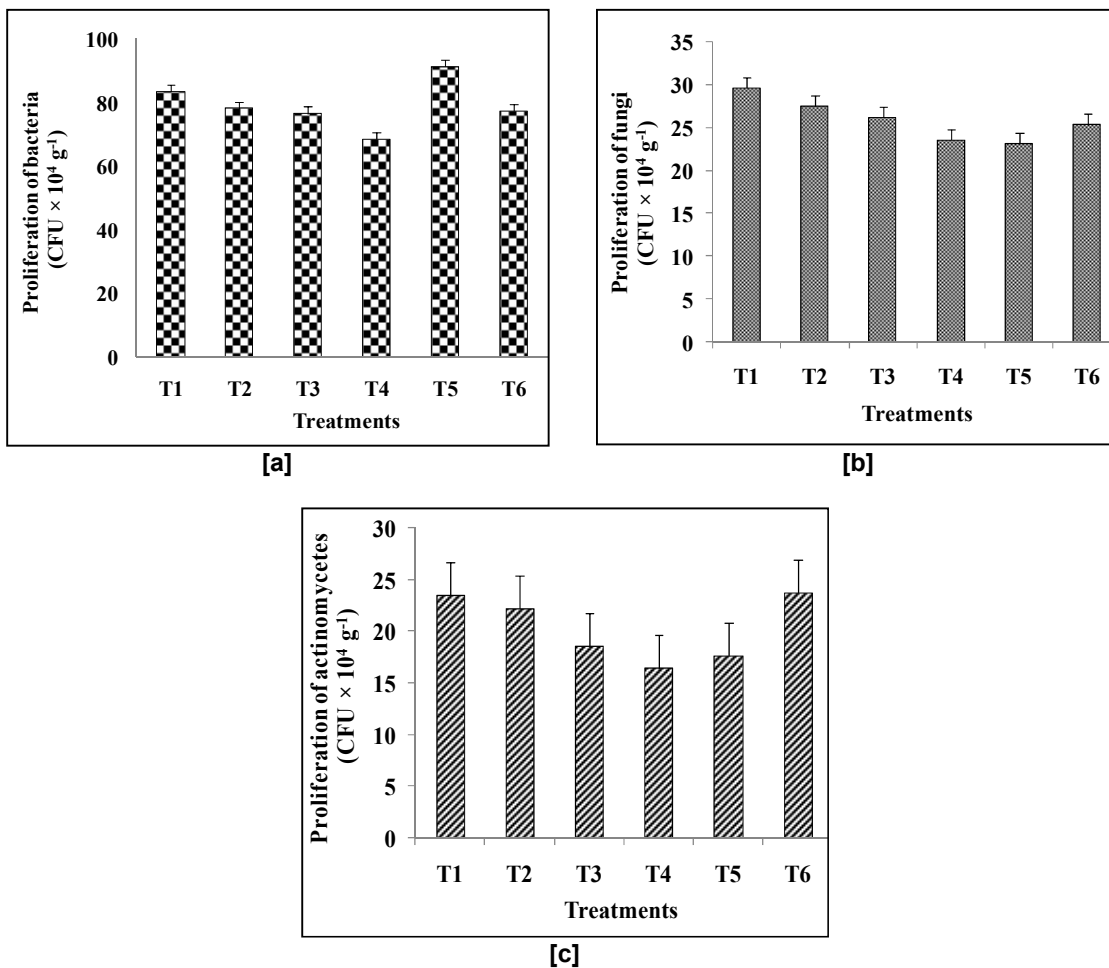 Proliferation of bacteria
(CFU × 10⁴ g⁻¹)
100
80
60
40
20
0
T1 T2 T3 T4 T5 T6
Treatments
[a]
Proliferation of fungi
(CFU × 10⁴ g⁻¹)
35
30
25
20
15
10
5
0
T1 T2 T3 T4 T5 T6
Treatments
[b]
Proliferation of actinomycetes
(CFU × 10⁴ g⁻¹)
30
25
20
15
10
5
0
T1 T2 T3 T4 T5 T6
Treatments
[c]